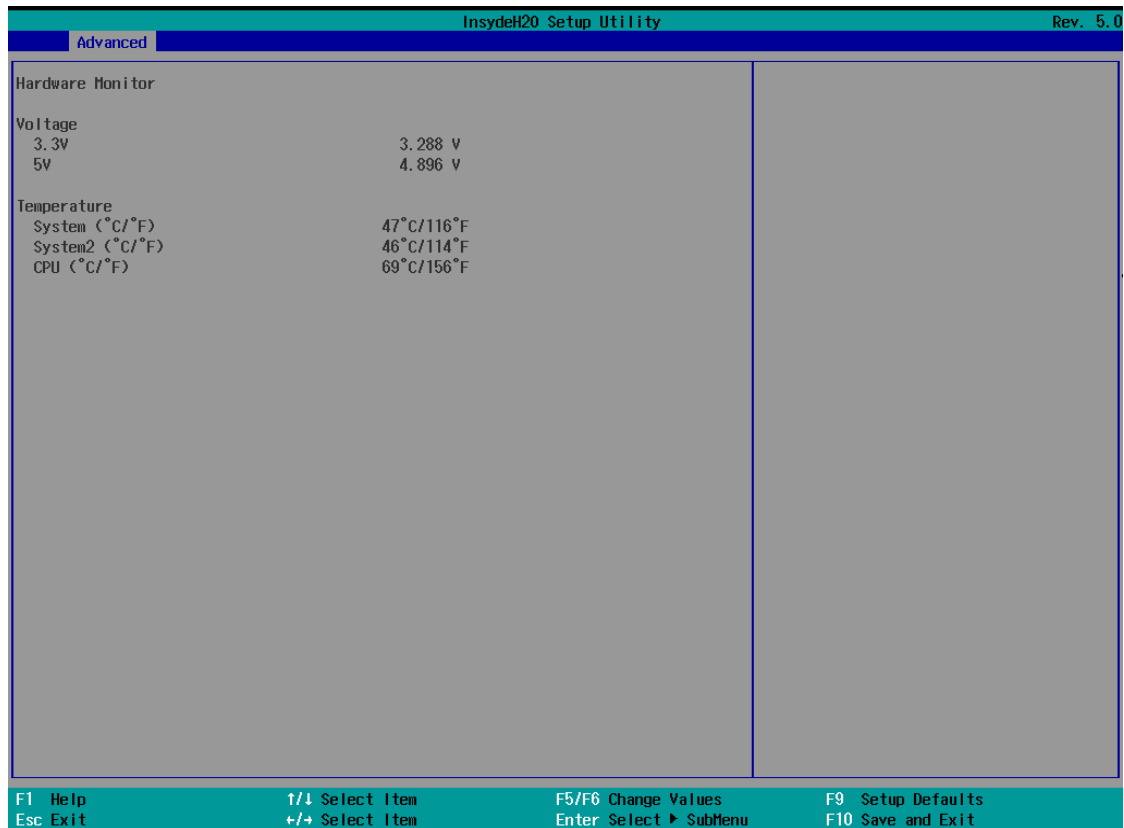 InsydeH20 Setup Utility Rev. 5.0
Advanced
Hardware Monitor
Voltage
3.3V 3.288 V
5V 4.896 V
Temperature
System (°C/°F) 47°C/116°F
System2 (°C/°F) 46°C/114°F
CPU (°C/°F) 69°C/156°F
F1 Help ↑/↓ Select Item F5/F6 Change Values F9 Setup Defaults
Esc Exit ←/→ Select Item Enter Select ▶ SubMenu F10 Save and Exit